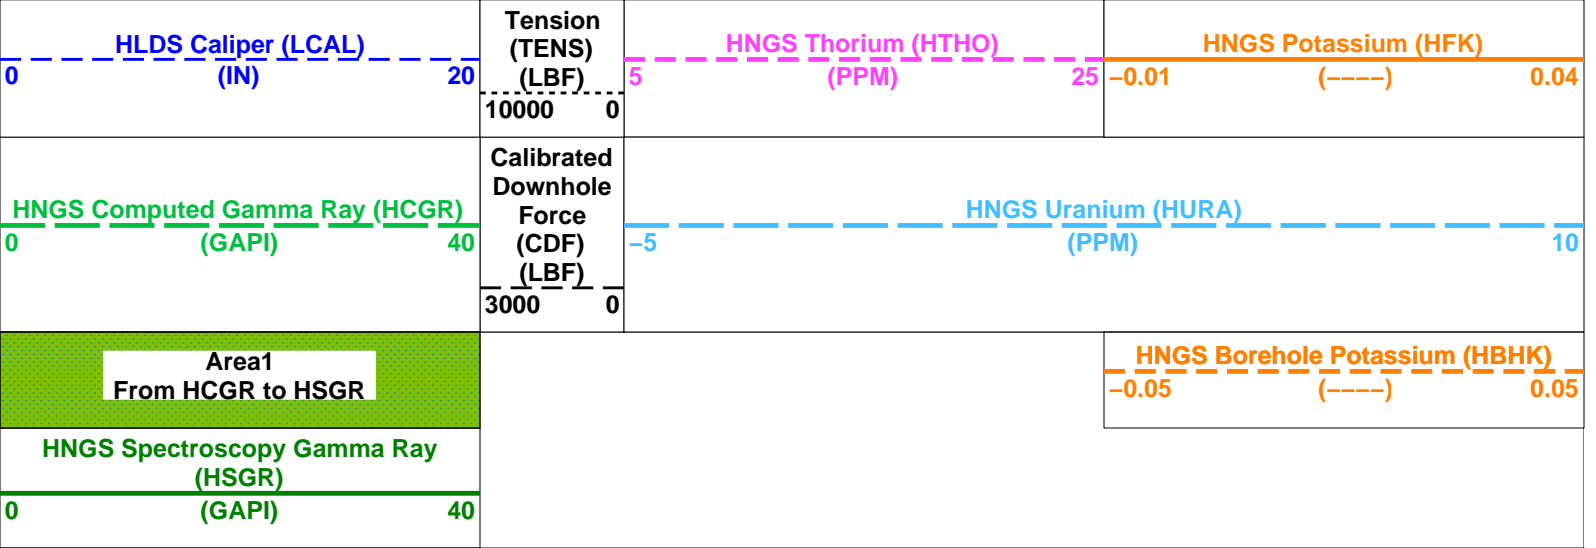 HLDS Caliper (LCAL)
0 (IN) 20
Tension
(TENS)
(LBF)
10000 0
HNGS Thorium (HTHO)
5 (PPM) 25
HNGS Potassium (HFK)
−0.01 (−−−−) 0.04
HNGS Computed Gamma Ray (HCGR)
0 (GAPI) 40
Calibrated
Downhole
Force
(CDF)
(LBF)
3000 0
HNGS Uranium (HURA)
−5 (PPM) 10
Area1
From HCGR to HSGR
HNGS Borehole Potassium (HBHK)
−0.05 (−−−−) 0.05
HNGS Spectroscopy Gamma Ray
(HSGR)
0 (GAPI) 40